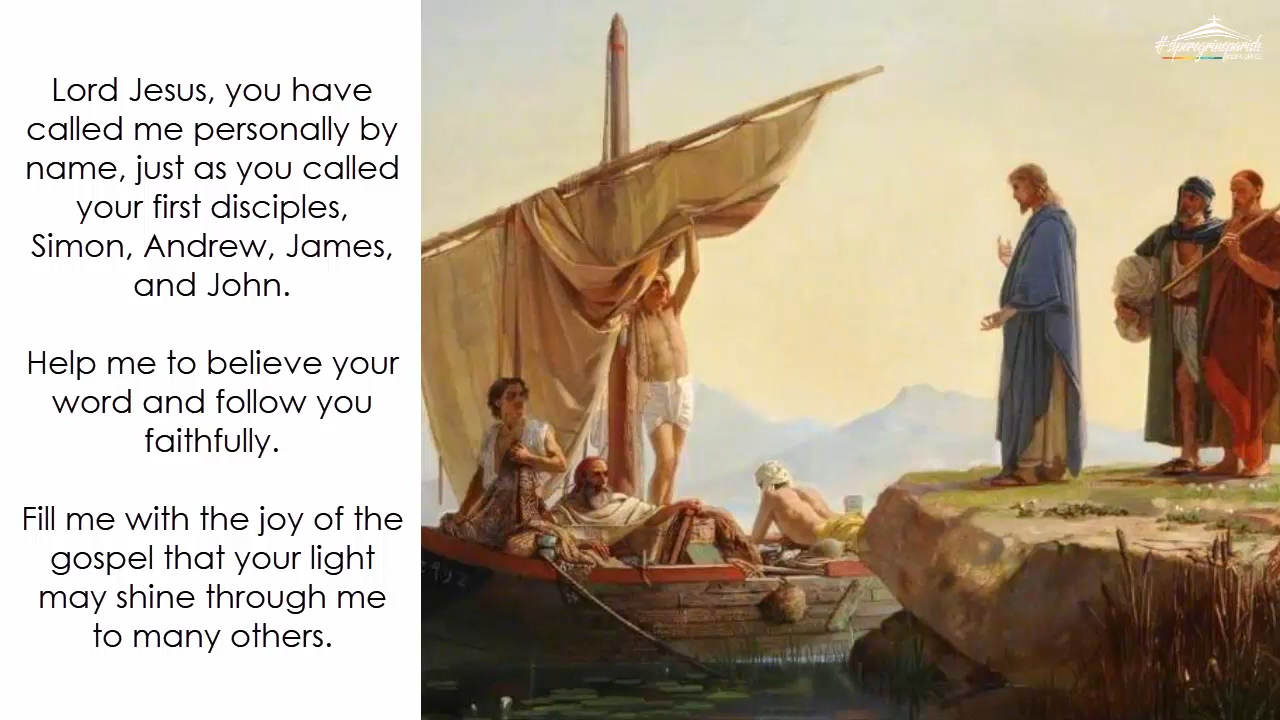 Lord Jesus, you have
called me personally by
name, just as you called
your first disciples,
Simon, Andrew, James,
and John.
Help me to believe your
word and follow you
faithfully.
Fill me with the joy of the
gospel that your light
may shine through me
to many others.
#stperegrineparish